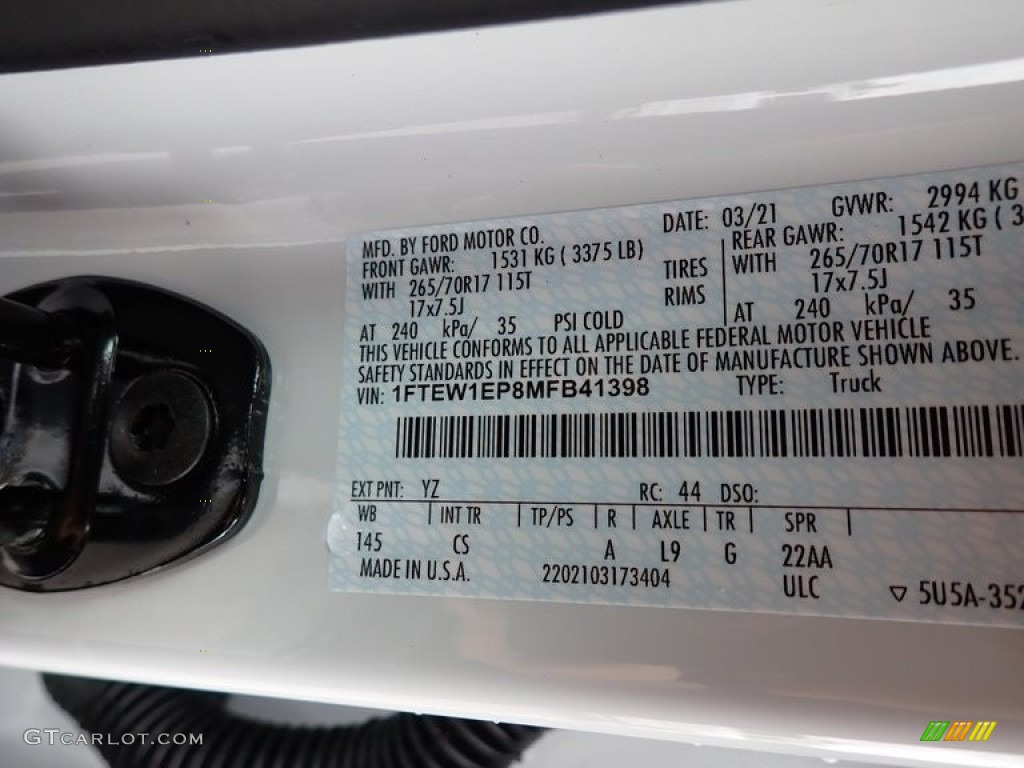 MFD. BY FORD MOTOR CO. DATE: 03/21 GVWR: 2994 KG
FRONT GAWR: 1531 KG ( 3375 LB) REAR GAWR: 1542 KG ( 3
WITH 265/70R17 115T TIRES WITH 265/70R17 115T
17x7.5J RIMS 17x7.5J
AT 240 kPa/ 35 PSI COLD AT 240 kPa/ 35
THIS VEHICLE CONFORMS TO ALL APPLICABLE FEDERAL MOTOR VEHICLE
SAFETY STANDARDS IN EFFECT ON THE DATE OF MANUFACTURE SHOWN ABOVE.
VIN: 1FTEW1EP8MFB41398 TYPE: Truck
EXT PNT: YZ RC: 44 DSO:
WB INT TR TP/PS R AXLE TR SPR
145 CS A L9 G 22AA
MADE IN U.S.A. 2202103173404 ULC ▽ 5U5A-352
GTCARLOT.COM